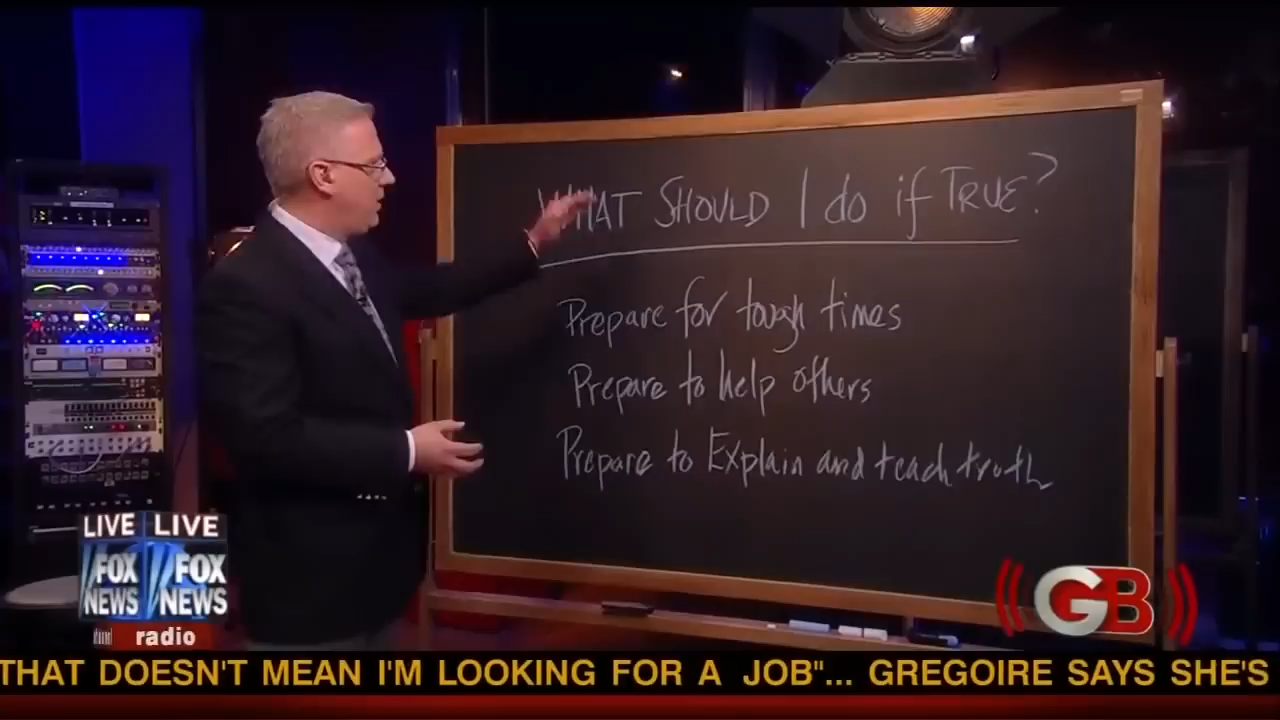 WHAT SHOULD I do if TRUE?
Prepare for tough times
Prepare to help others
Prepare to Explain and teach truth
LIVE LIVE
FOX NEWS FOX NEWS
channel radio
GB
THAT DOESN'T MEAN I'M LOOKING FOR A JOB"... GREGOIRE SAYS SHE'S